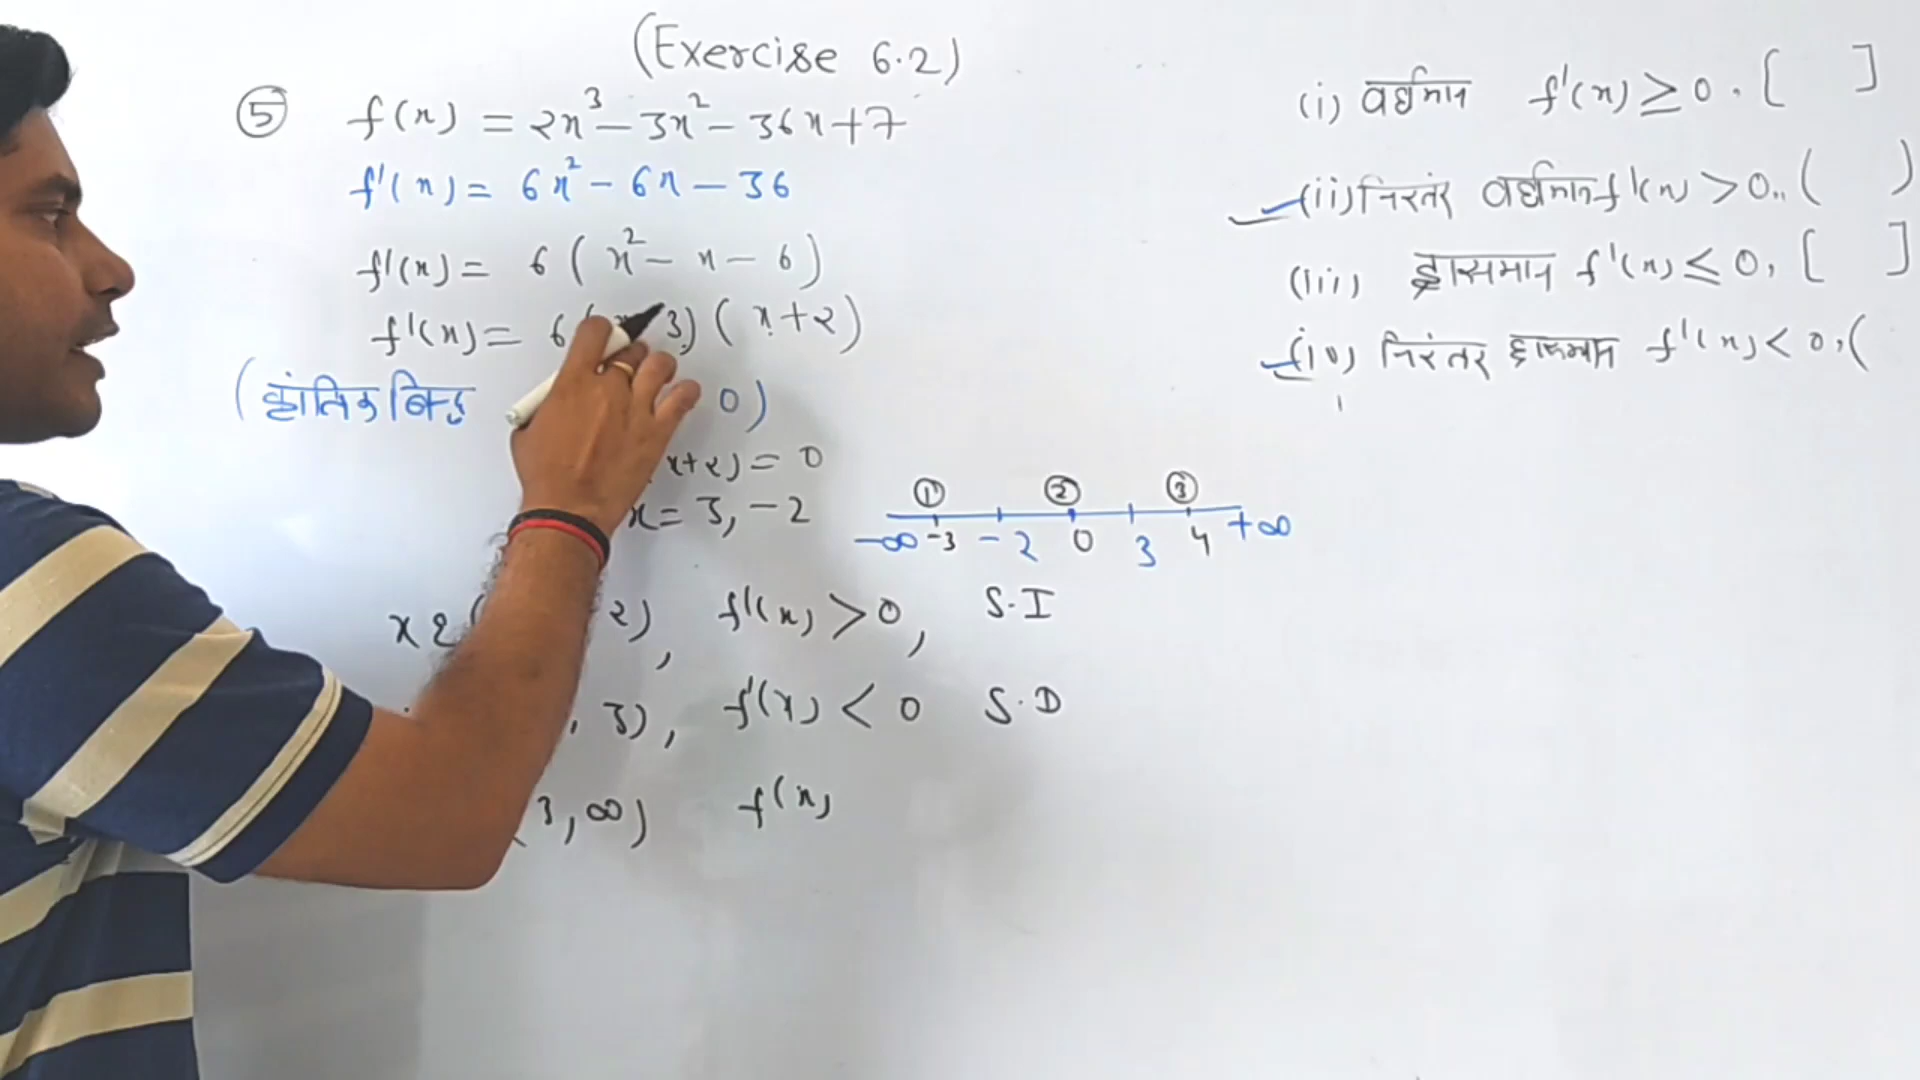 (Exercise 6.2)
⑤ f(x) = 2x³ - 3x² - 36x + 7
f'(x) = 6x² - 6x - 36
f'(x) = 6 ( x² - x - 6 )
f'(x) = 6 ( 3) ( x + 2 )
(क्रांतिक बिन्दु 0)
x+2) = 0
x = 3, -2
① ② ③
-∞ -3 -2 0 3 4 +∞
x ε ( 2), f'(x) > 0, S.I
, 3), f'(x) < 0 S.D
3, ∞) f'(x)
(i) वर्धमान f'(x) ≥ 0. [ ]
(ii) निरंतर वर्धमान f'(x) > 0.. ( )
(iii) ह्रासमान f'(x) ≤ 0, [ ]
(iv) निरंतर ह्रासमान f'(x) < 0, (